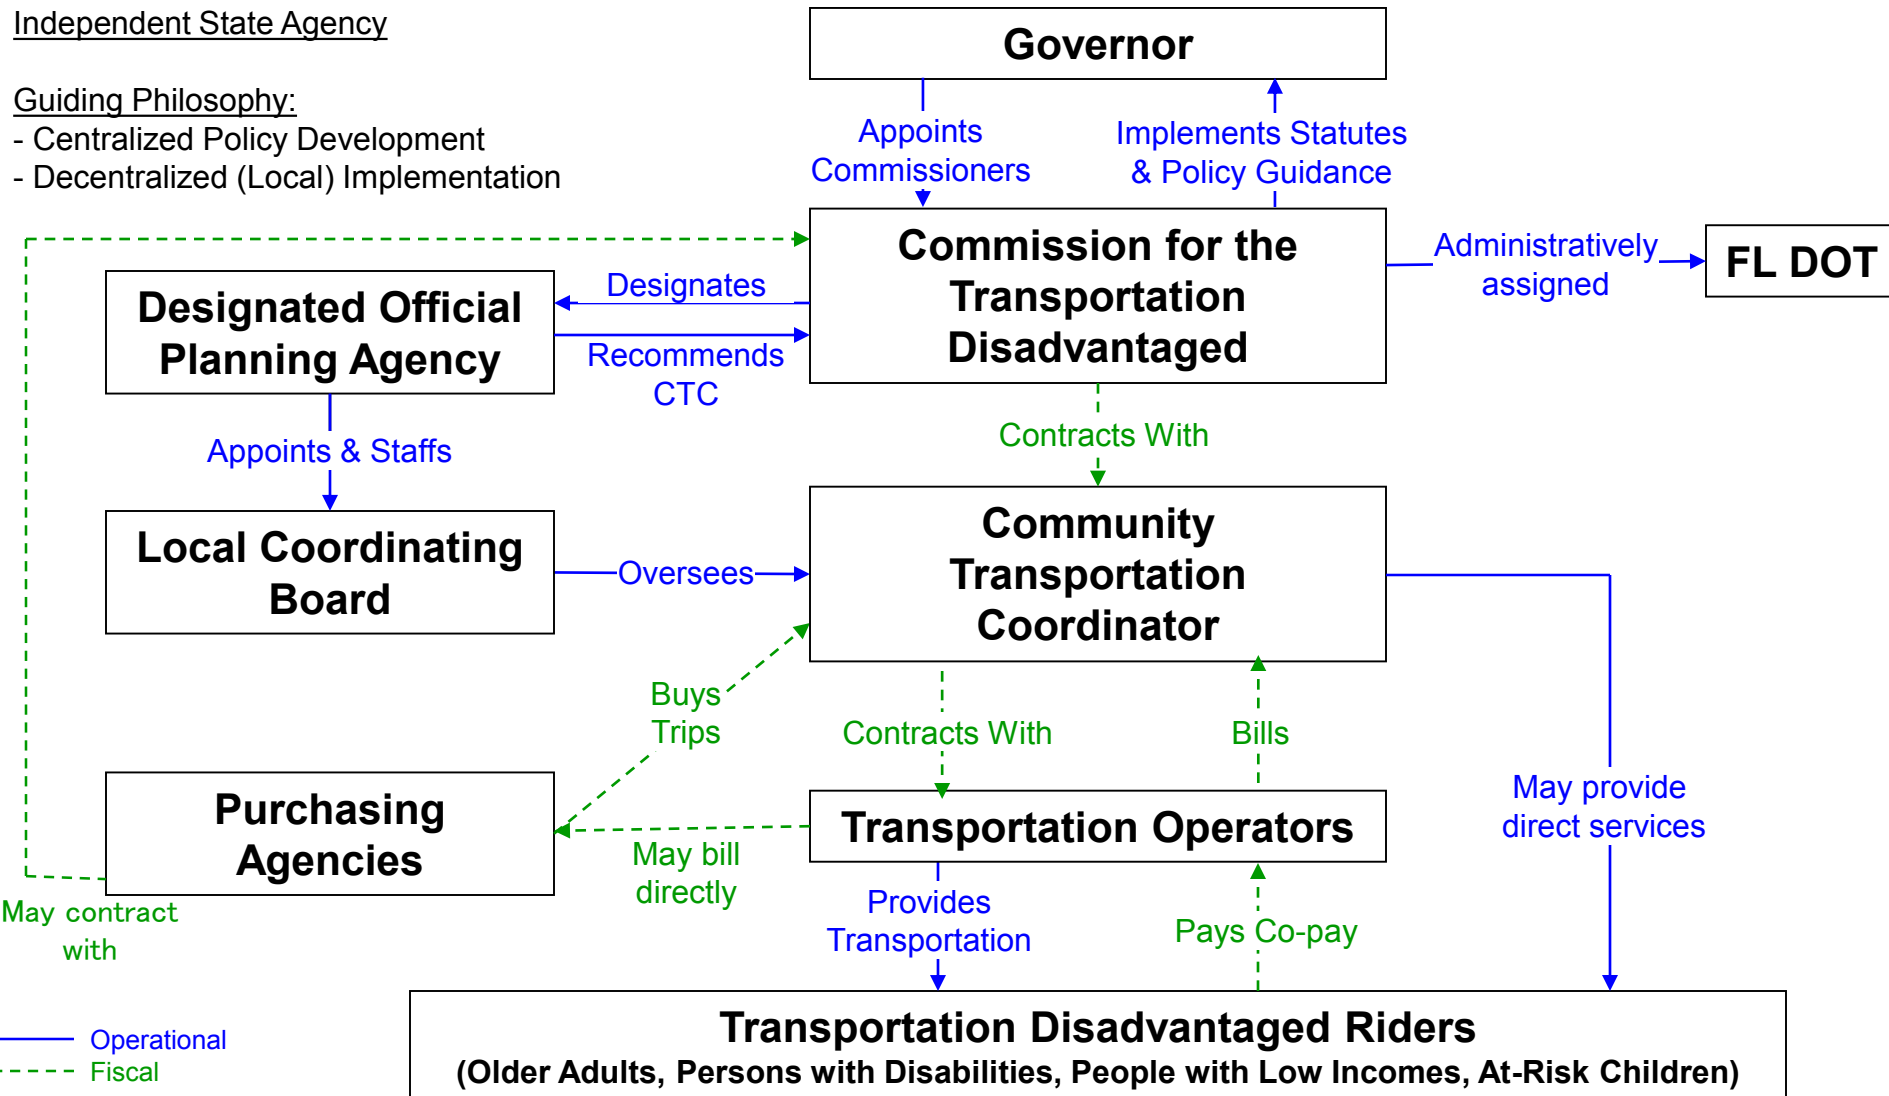 Independent State Agency
Guiding Philosophy:
- Centralized Policy Development
- Decentralized (Local) Implementation
Governor
Appoints
Commissioners
Implements Statutes
& Policy Guidance
Commission for the
Transportation
Disadvantaged
Administratively
assigned
FL DOT
Designates
Recommends
CTC
Designated Official
Planning Agency
Appoints & Staffs
Contracts With
Local Coordinating
Board
Oversees
Community
Transportation
Coordinator
Buys
Trips
Contracts With
Bills
May provide
direct services
Purchasing
Agencies
May bill
directly
Transportation Operators
May contract
with
Provides
Transportation
Pays Co-pay
Operational
Fiscal
Transportation Disadvantaged Riders
(Older Adults, Persons with Disabilities, People with Low Incomes, At-Risk Children)